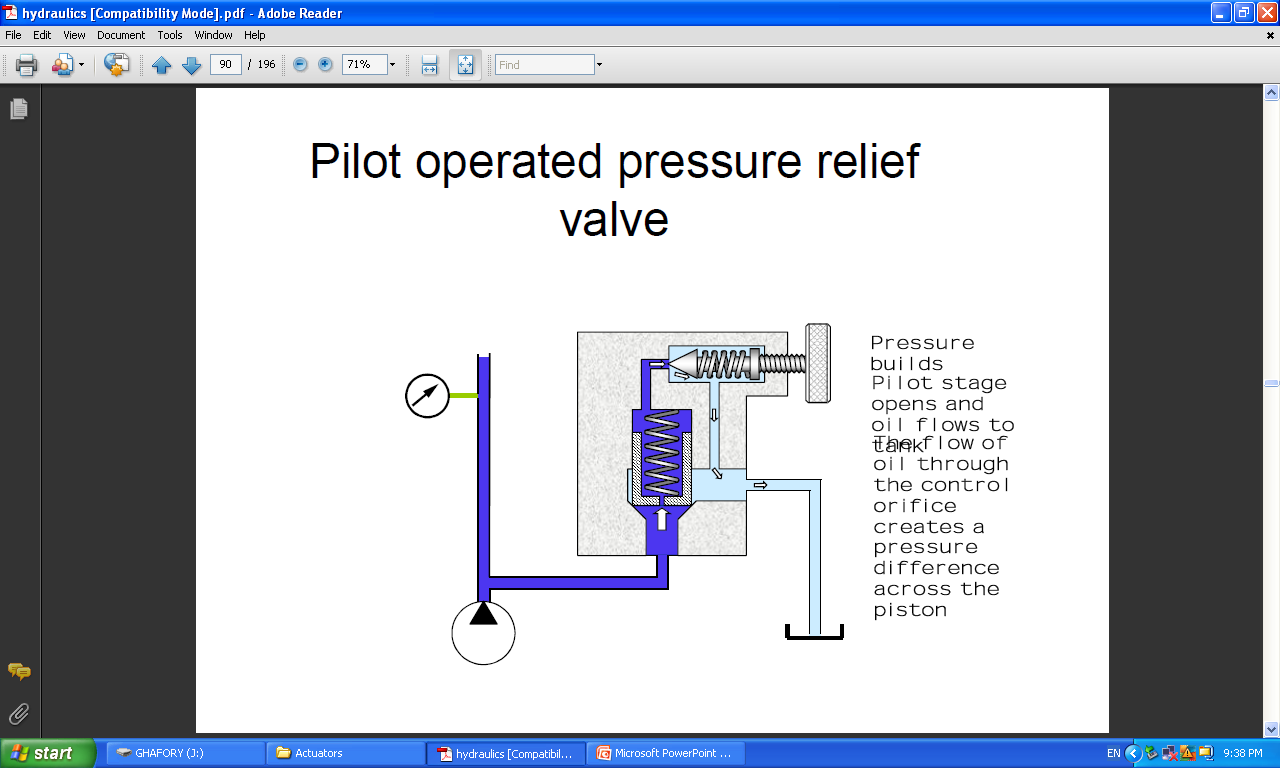 hydraulics [Compatibility Mode].pdf - Adobe Reader
File Edit View Document Tools Window Help
90 / 196 71% Find
Pilot operated pressure relief
valve
Pressure
builds
Pilot stage
opens and
oil flows to
tank
The flow of
oil through
the control
orifice
creates a
pressure
difference
across the
piston
start GHAFORY (J:) Actuators hydraulics [Compatibil... Microsoft PowerPoint ... EN 9:38 PM